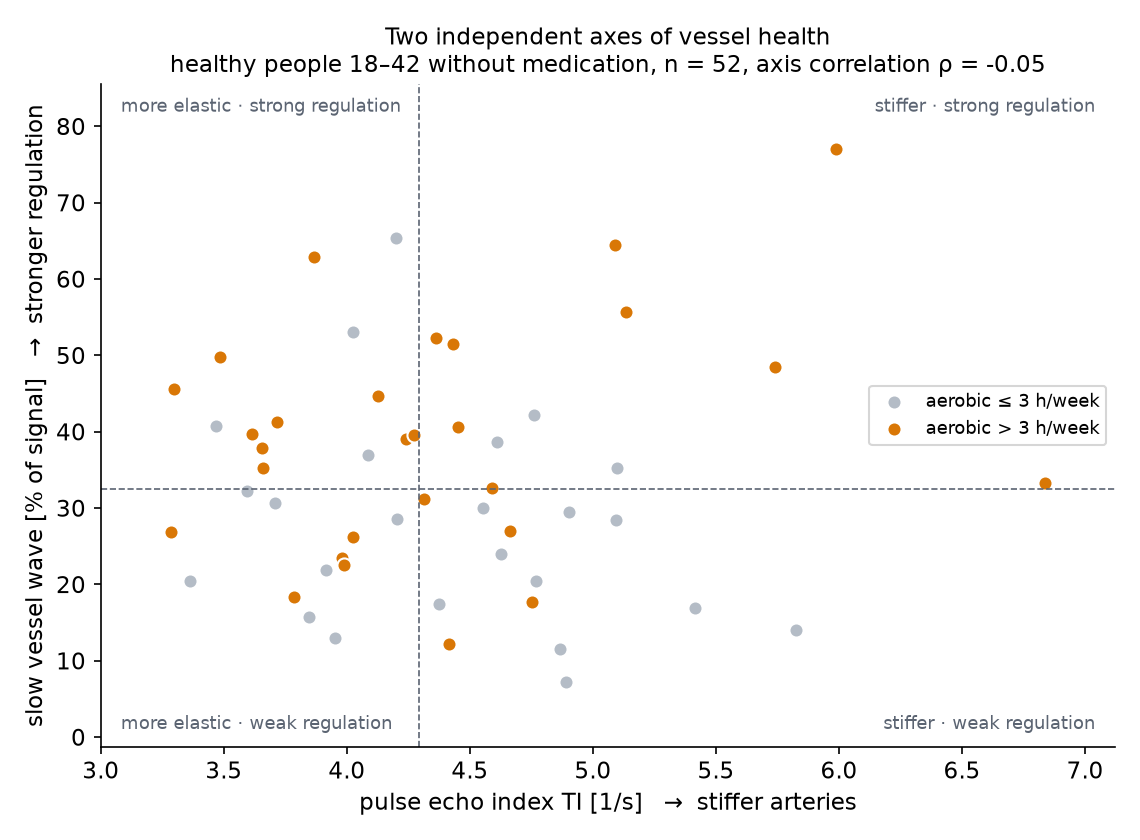 Two independent axes of vessel health
healthy people 18–42 without medication, n = 52, axis correlation ρ = -0.05
more elastic · strong regulation
stiffer · strong regulation
slow vessel wave [% of signal]   →  stronger regulation
80
70
60
50
40
30
20
10
0
aerobic ≤ 3 h/week
aerobic > 3 h/week
more elastic · weak regulation
stiffer · weak regulation
3.0 3.5 4.0 4.5 5.0 5.5 6.0 6.5 7.0
pulse echo index TI [1/s]   →  stiffer arteries